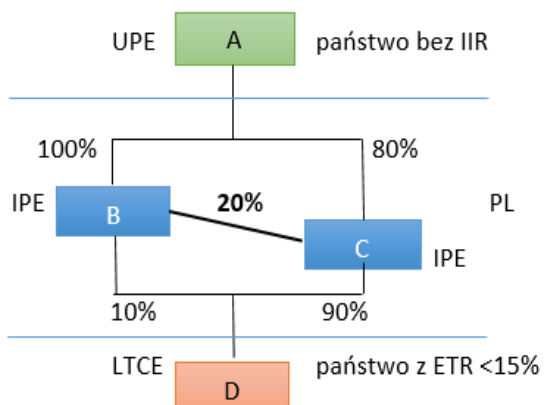 UPE A państwo bez IIR
100% 80%
IPE B 20% PL
C IPE
10% 90%
LTCE państwo z ETR <15%
D